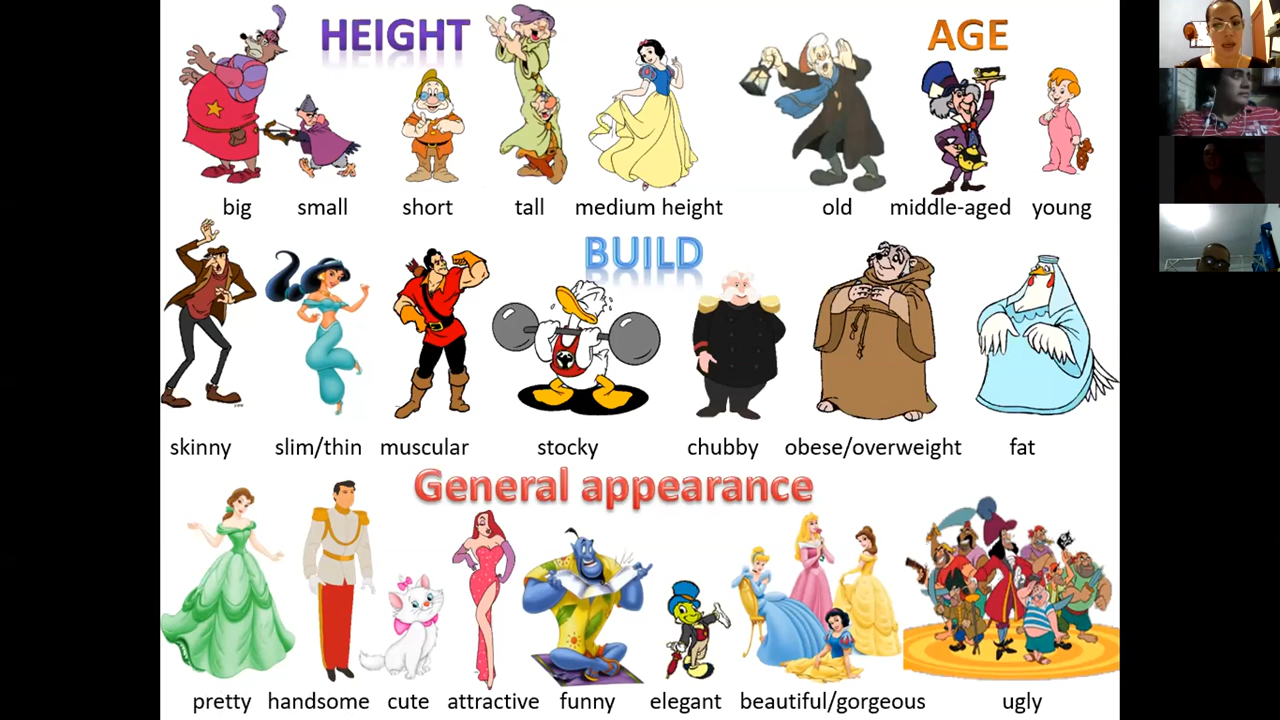 HEIGHT
AGE
big small short tall medium height old middle-aged young
BUILD
skinny slim/thin muscular stocky chubby obese/overweight fat
General appearance
pretty handsome cute attractive funny elegant beautiful/gorgeous ugly